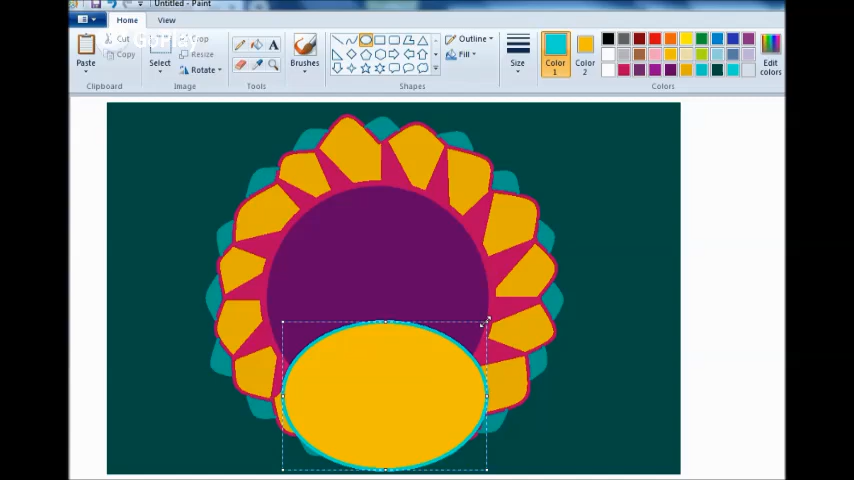 Untitled - Paint
Home
View
Paste
Cut
Copy
Clipboard
Select
Crop
Resize
Rotate
Image
A
Tools
Brushes
Shapes
Outline
Fill
Size
Color
1
Color
2
Edit
colors
Colors